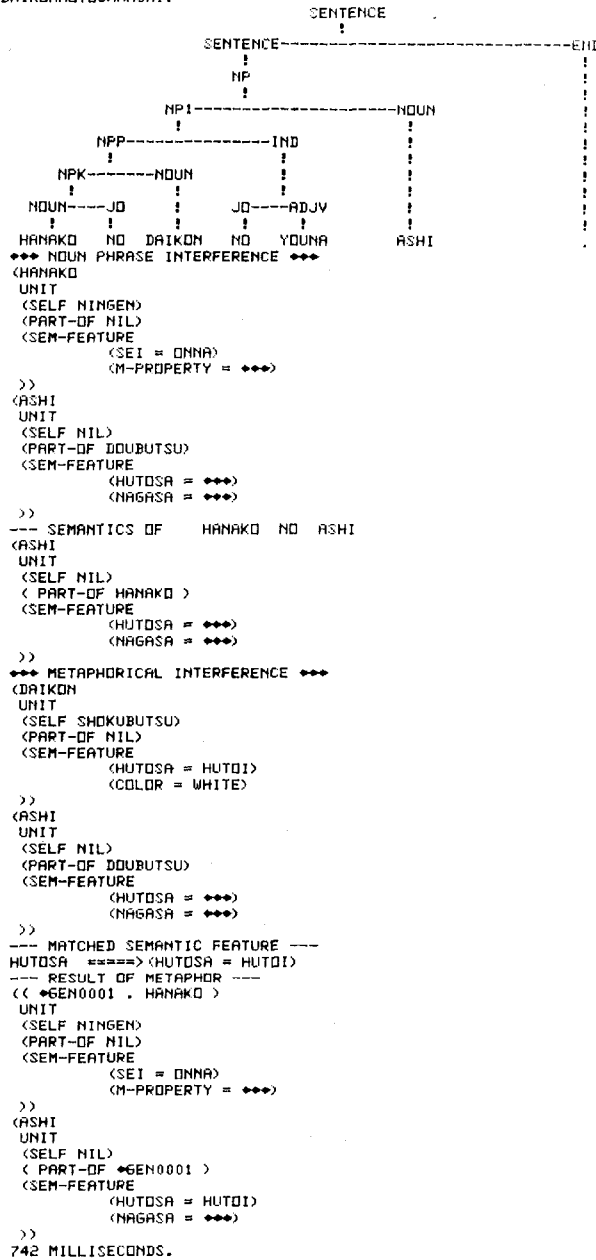 SENTENCE
!
SENTENCE-----------------------------END
!
NP
!
NP1--------------------NOUN
! !
NPP--------------IND !
! ! !
NPK-------NOUN ! !
! ! ! !
NOUN----JO ! JO----ADJV !
! ! ! ! ! !
HANAKO NO DAIKON NO YOUNA ASHI .
*** NOUN PHRASE INTERFERENCE ***
(HANAKO
UNIT
(SELF NINGEN)
(PART-OF NIL)
(SEM-FEATURE
(SEI = ONNA)
(M-PROPERTY = ***)
))
(ASHI
UNIT
(SELF NIL)
(PART-OF DOUBUTSU)
(SEM-FEATURE
(HUTOSA = ***)
(NAGASA = ***)
))
--- SEMANTICS OF HANAKO NO ASHI
(ASHI
UNIT
(SELF NIL)
( PART-OF HANAKO )
(SEM-FEATURE
(HUTOSA = ***)
(NAGASA = ***)
))
*** METAPHORICAL INTERFERENCE ***
(DAIKON
UNIT
(SELF SHOKUBUTSU)
(PART-OF NIL)
(SEM-FEATURE
(HUTOSA = HUTOI)
(COLOR = WHITE)
))
(ASHI
UNIT
(SELF NIL)
(PART-OF DOUBUTSU)
(SEM-FEATURE
(HUTOSA = ***)
(NAGASA = ***)
))
--- MATCHED SEMANTIC FEATURE ---
HUTOSA =====>(HUTOSA = HUTOI)
--- RESULT OF METAPHOR ---
(( *GEN0001 . HANAKO )
UNIT
(SELF NINGEN)
(PART-OF NIL)
(SEM-FEATURE
(SEI = ONNA)
(M-PROPERTY = ***)
))
(ASHI
UNIT
(SELF NIL)
( PART-OF *GEN0001 )
(SEM-FEATURE
(HUTOSA = HUTOI)
(NAGASA = ***)
))
742 MILLISECONDS.